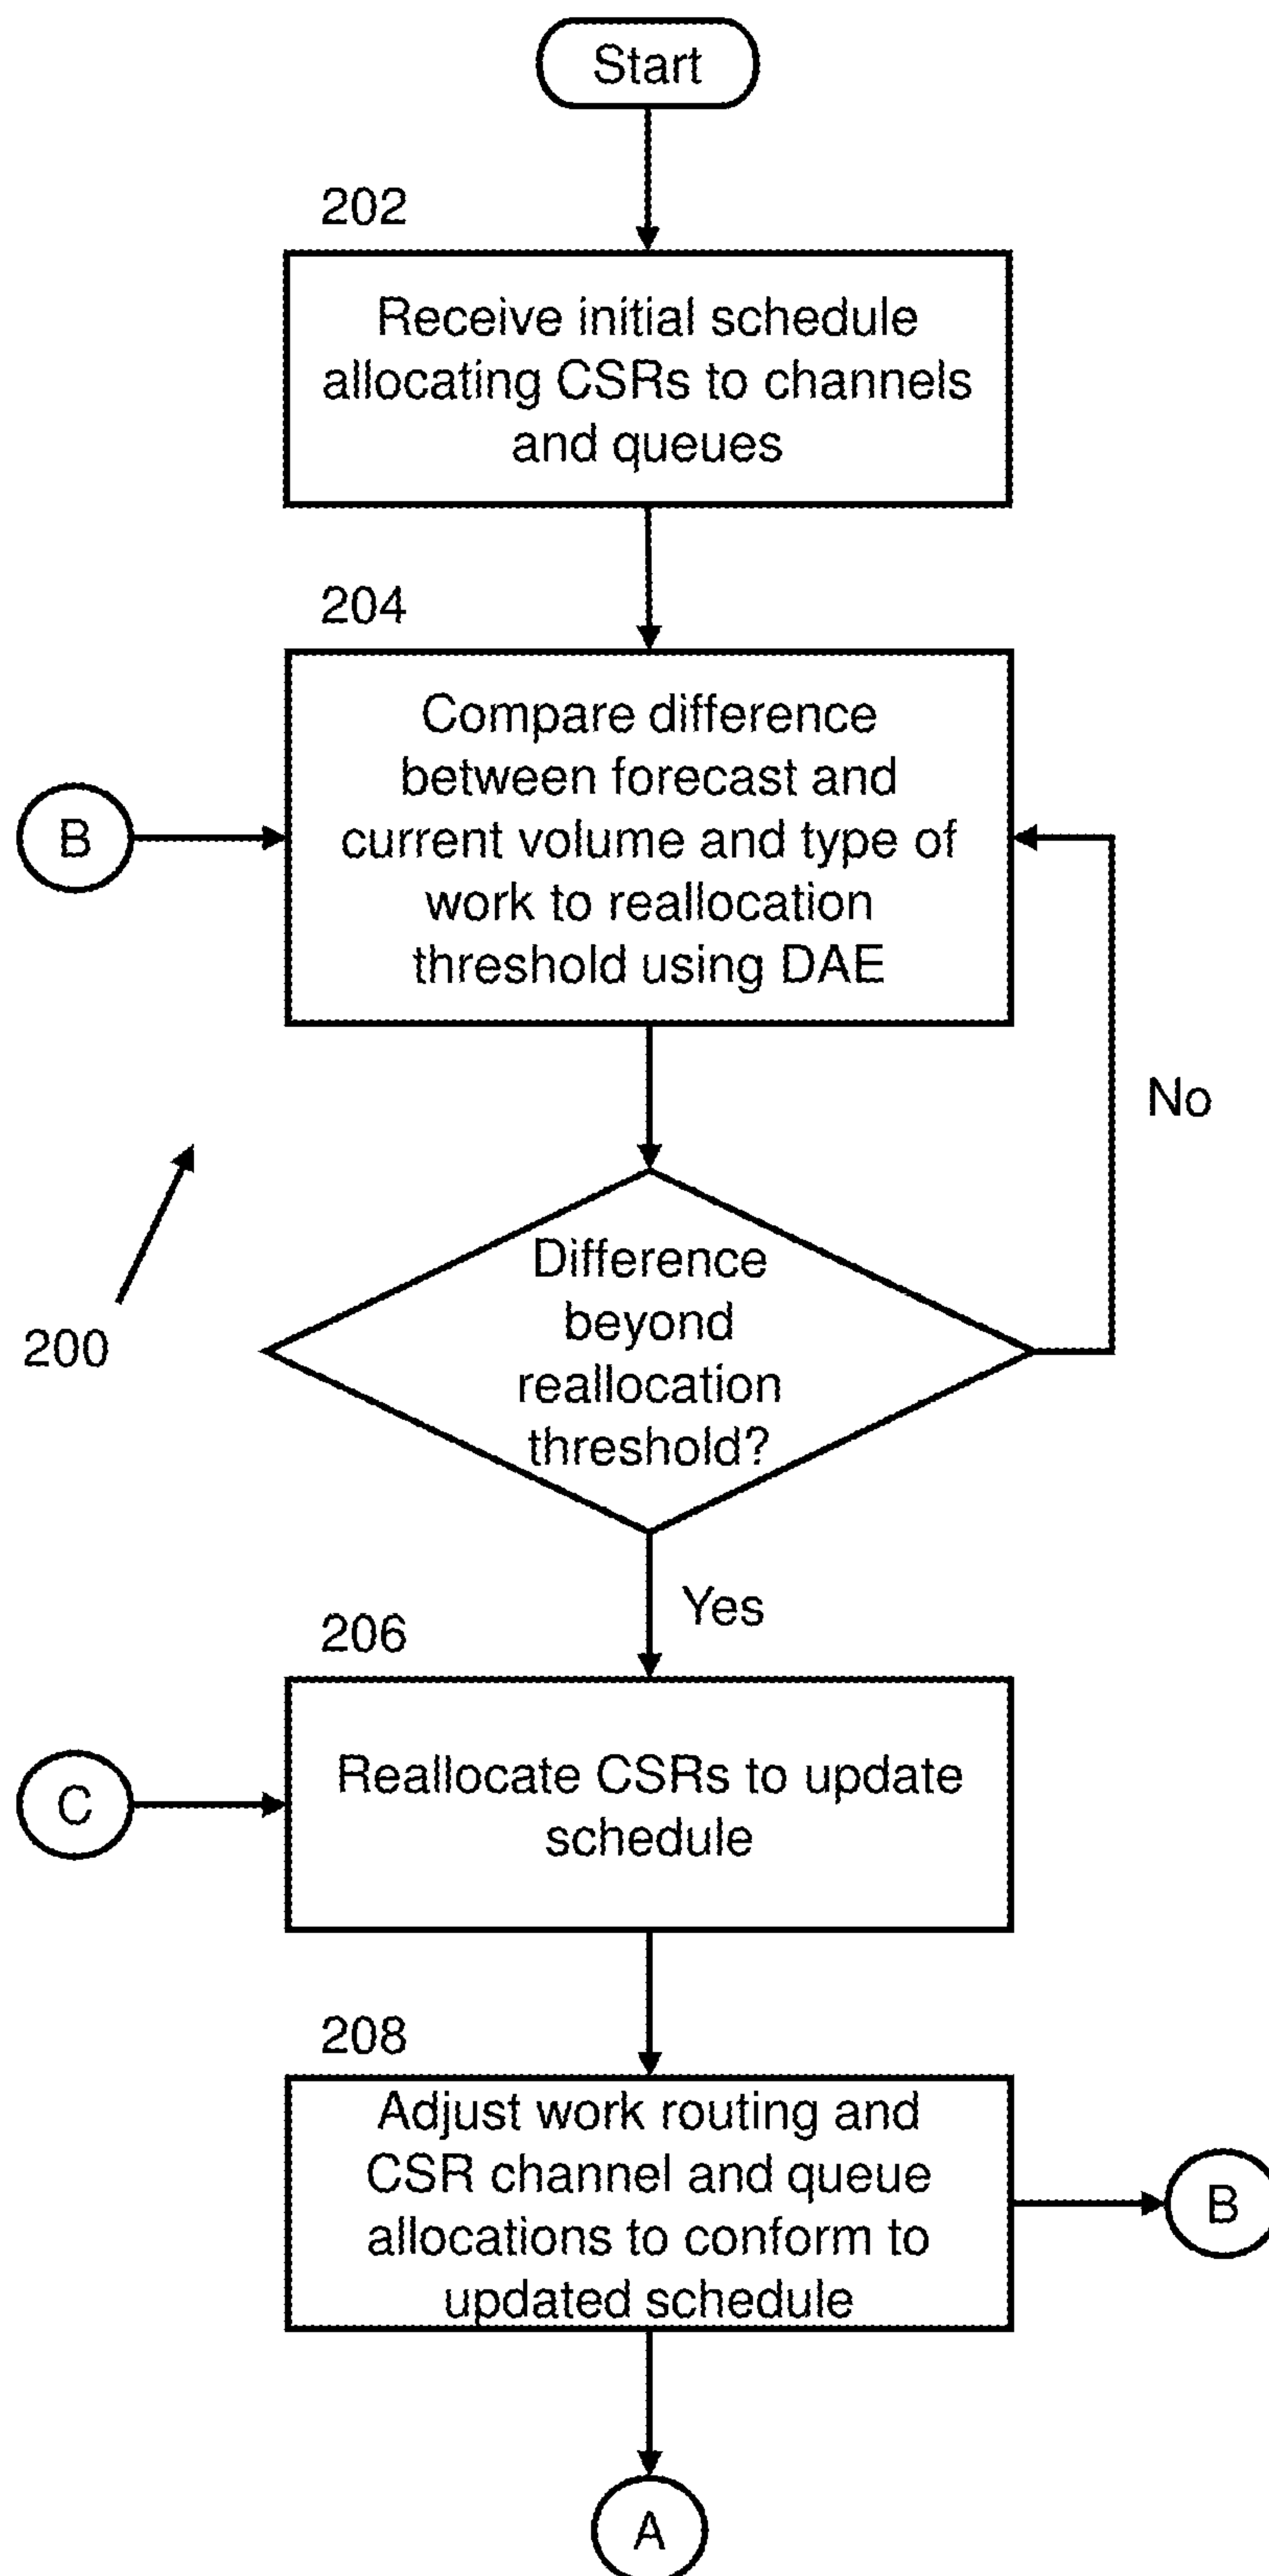 Start
202
Receive initial schedule
allocating CSRs to channels
and queues
204
Compare difference
between forecast and
current volume and type of
work to reallocation
threshold using DAE
B
No
200
Difference
beyond
reallocation
threshold?
Yes
206
Reallocate CSRs to update
schedule
C
208
Adjust work routing and
CSR channel and queue
allocations to conform to
updated schedule
B
A